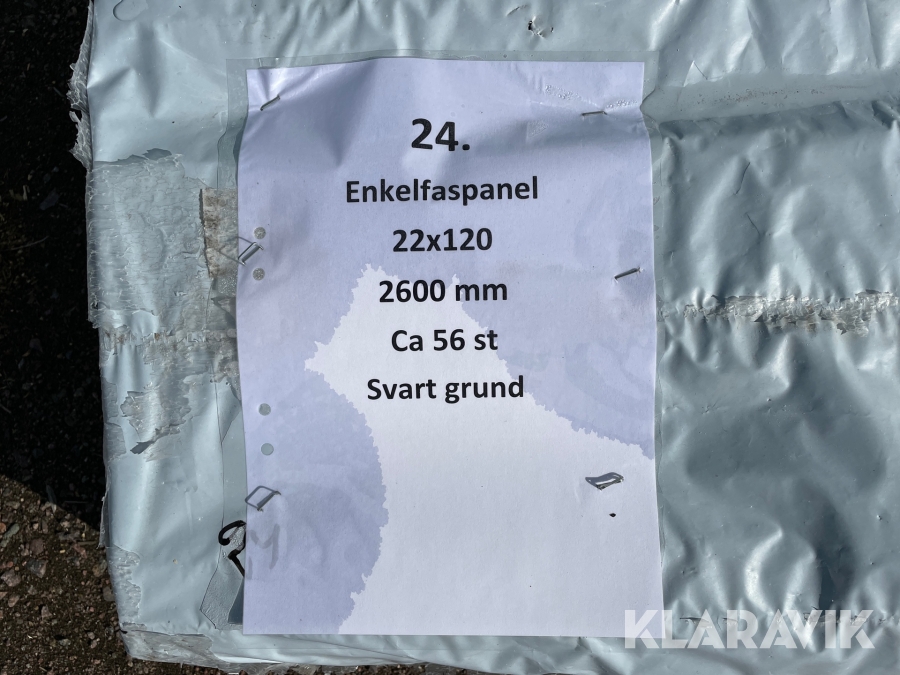 24.
Enkelfaspanel
22x120
2600 mm
Ca 56 st
Svart grund
KLARAVIK